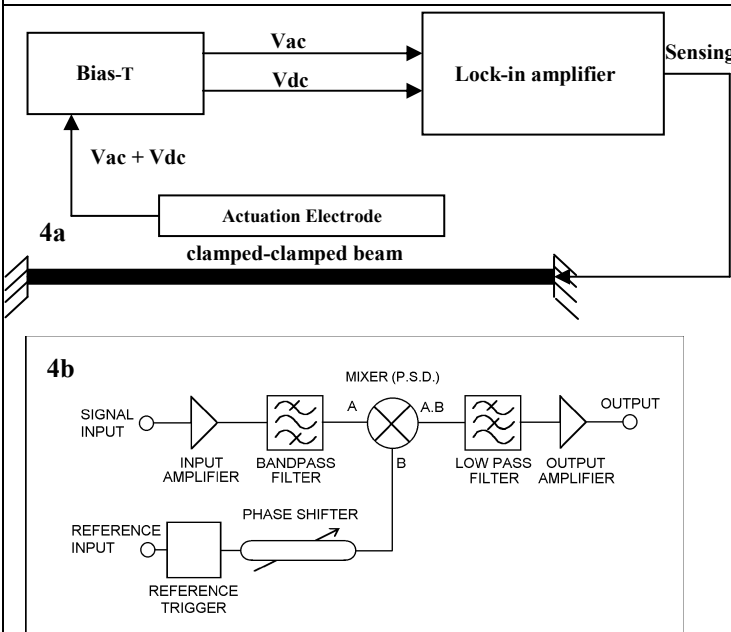 Vac
Bias-T
Vdc
Lock-in amplifier
Sensing
Vac + Vdc
Actuation Electrode
4a
clamped-clamped beam
4b
MIXER (P.S.D.)
SIGNAL
INPUT
A
A.B
OUTPUT
B
INPUT
AMPLIFIER
BANDPASS
FILTER
LOW PASS
FILTER
OUTPUT
AMPLIFIER
PHASE SHIFTER
REFERENCE
INPUT
REFERENCE
TRIGGER